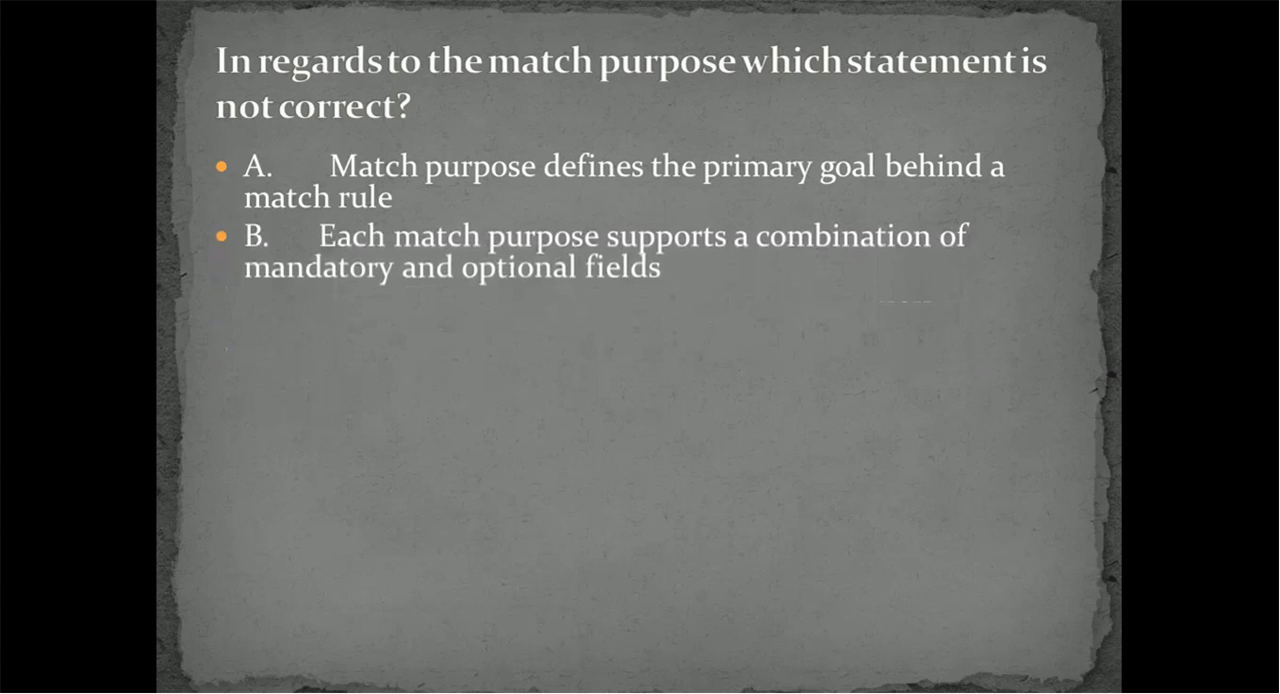 In regards to the match purpose which statement is
not correct?
• A. Match purpose defines the primary goal behind a
match rule
• B. Each match purpose supports a combination of
mandatory and optional fields